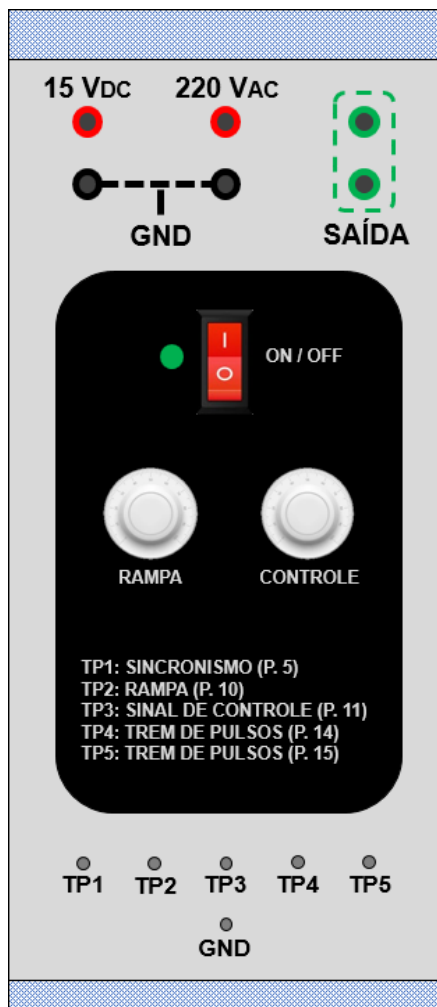 15 VDC 220 VAC
GND SAÍDA
I
O ON / OFF
RAMPA CONTROLE
TP1: SINCRONISMO (P. 5)
TP2: RAMPA (P. 10)
TP3: SINAL DE CONTROLE (P. 11)
TP4: TREM DE PULSOS (P. 14)
TP5: TREM DE PULSOS (P. 15)
TP1 TP2 TP3 TP4 TP5
GND